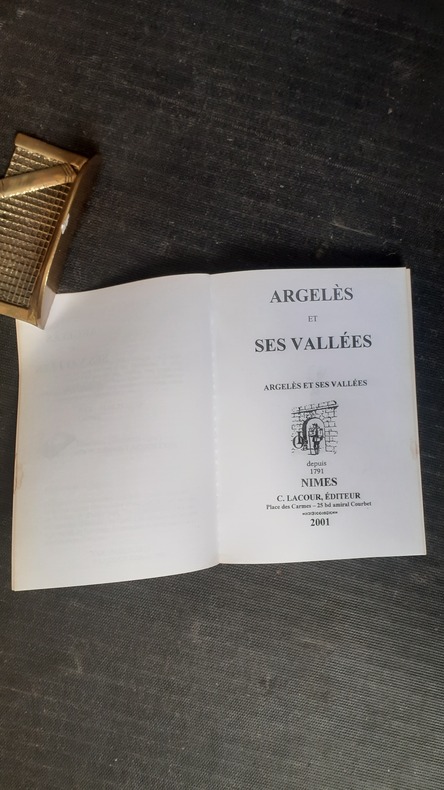 ARGELÈS
ET
SES VALLÉES
ARGELÈS ET SES VALLÉES
depuis
1791
NIMES
C. LACOUR, ÉDITEUR
Place des Carmes – 25 bd amiral Courbet
2001